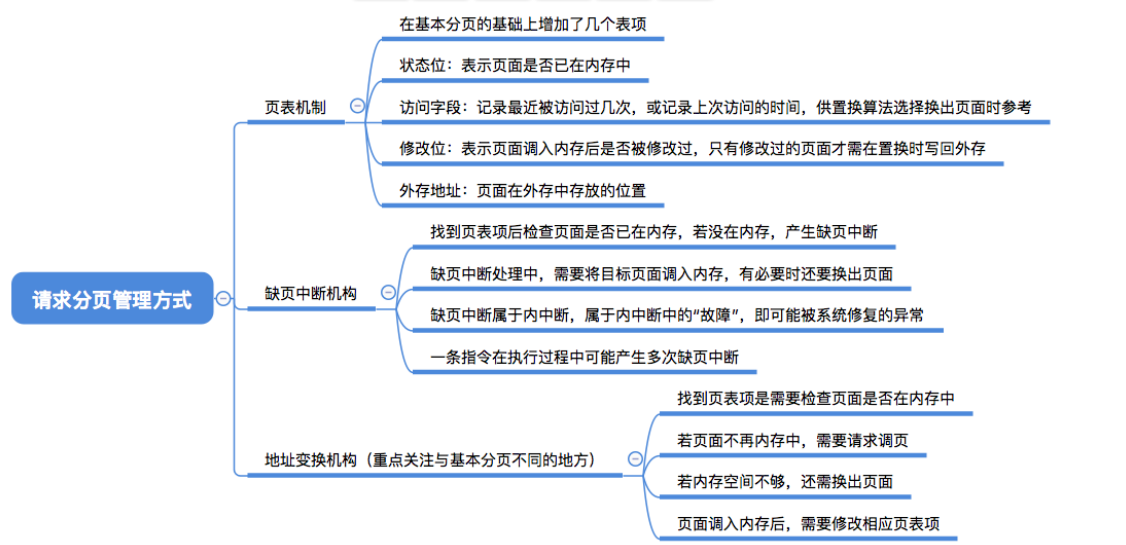 请求分页管理方式
页表机制
在基本分页的基础上增加了几个表项
状态位：表示页面是否已在内存中
访问字段：记录最近被访问过几次，或记录上次访问的时间，供置换算法选择换出页面时参考
修改位：表示页面调入内存后是否被修改过，只有修改过的页面才需在置换时写回外存
外存地址：页面在外存中存放的位置
缺页中断机构
找到页表项后检查页面是否已在内存，若没在内存，产生缺页中断
缺页中断处理中，需要将目标页面调入内存，有必要时还要换出页面
缺页中断属于内中断，属于内中断中的“故障”，即可能被系统修复的异常
一条指令在执行过程中可能产生多次缺页中断
地址变换机构（重点关注与基本分页不同的地方）
找到页表项是需要检查页面是否在内存中
若页面不再内存中，需要请求调页
若内存空间不够，还需换出页面
页面调入内存后，需要修改相应页表项